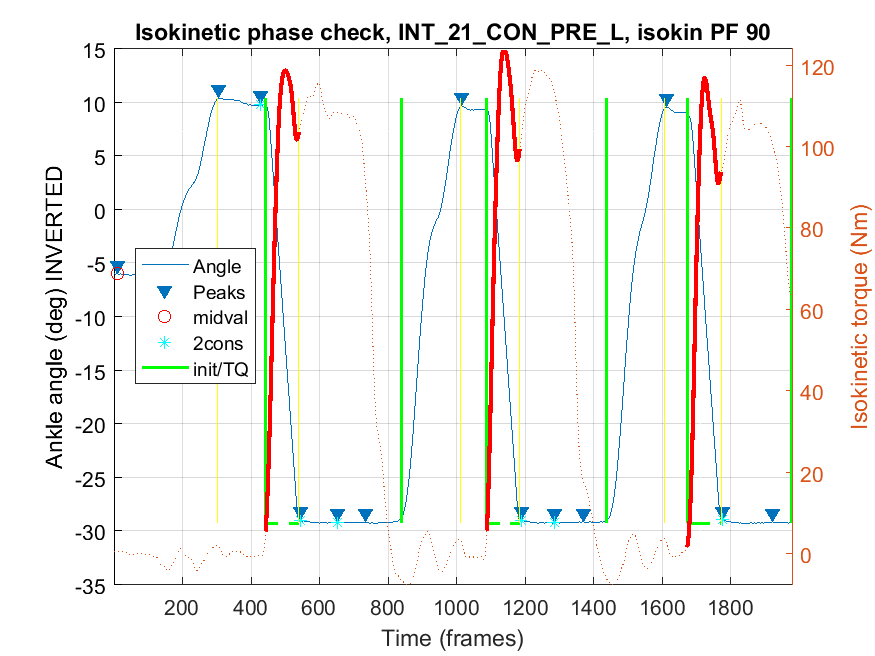 Isokinetic phase check, INT_21_CON_PRE_L, isokin PF 90
Ankle angle (deg) INVERTED
15
10
5
0
-5
-10
-15
-20
-25
-30
-35
Angle
Peaks
midval
2cons
init/TQ
120
100
80
60
40
20
0
Isokinetic torque (Nm)
200 400 600 800 1000 1200 1400 1600 1800
Time (frames)